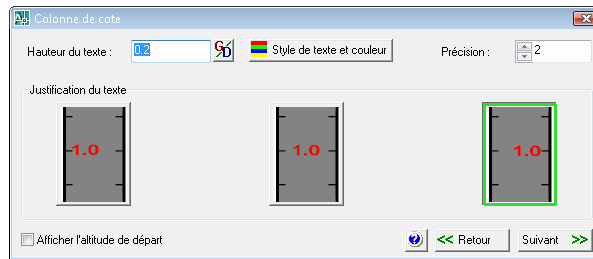 Colonne de cote
Hauteur du texte : 0.2 G/D Style de texte et couleur Précision : 2
Justification du texte
1.0 1.0 1.0
Afficher l'altitude de départ ? << Retour Suivant >>